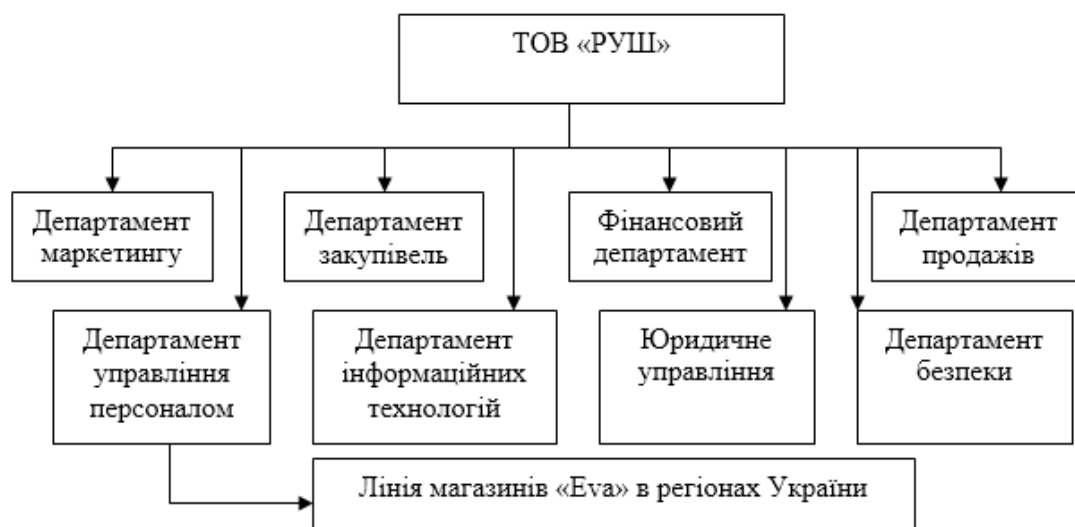 ТОВ «РУШ»
Департамент
маркетингу
Департамент
закупівель
Фінансовий
департамент
Департамент
продажів
Департамент
управління
персоналом
Департамент
інформаційних
технологій
Юридичне
управління
Департамент
безпеки
Лінія магазинів «Eva» в регіонах України